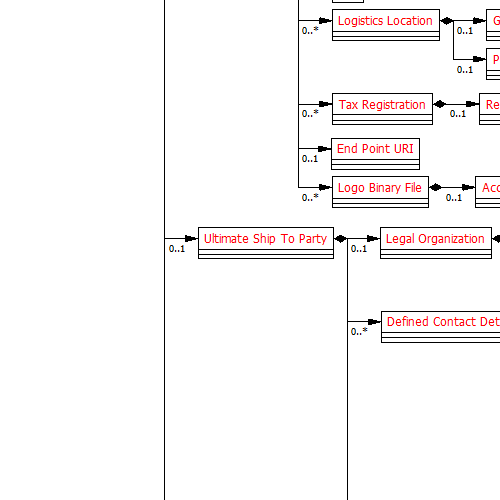 Logistics Location
0..*
0..1
G
0..1
P
Tax Registration
0..*
0..1
Re
End Point URI
0..1
Logo Binary File
0..*
0..1
Acc
Ultimate Ship To Party
0..1
0..1
Legal Organization
Defined Contact Det
0..*